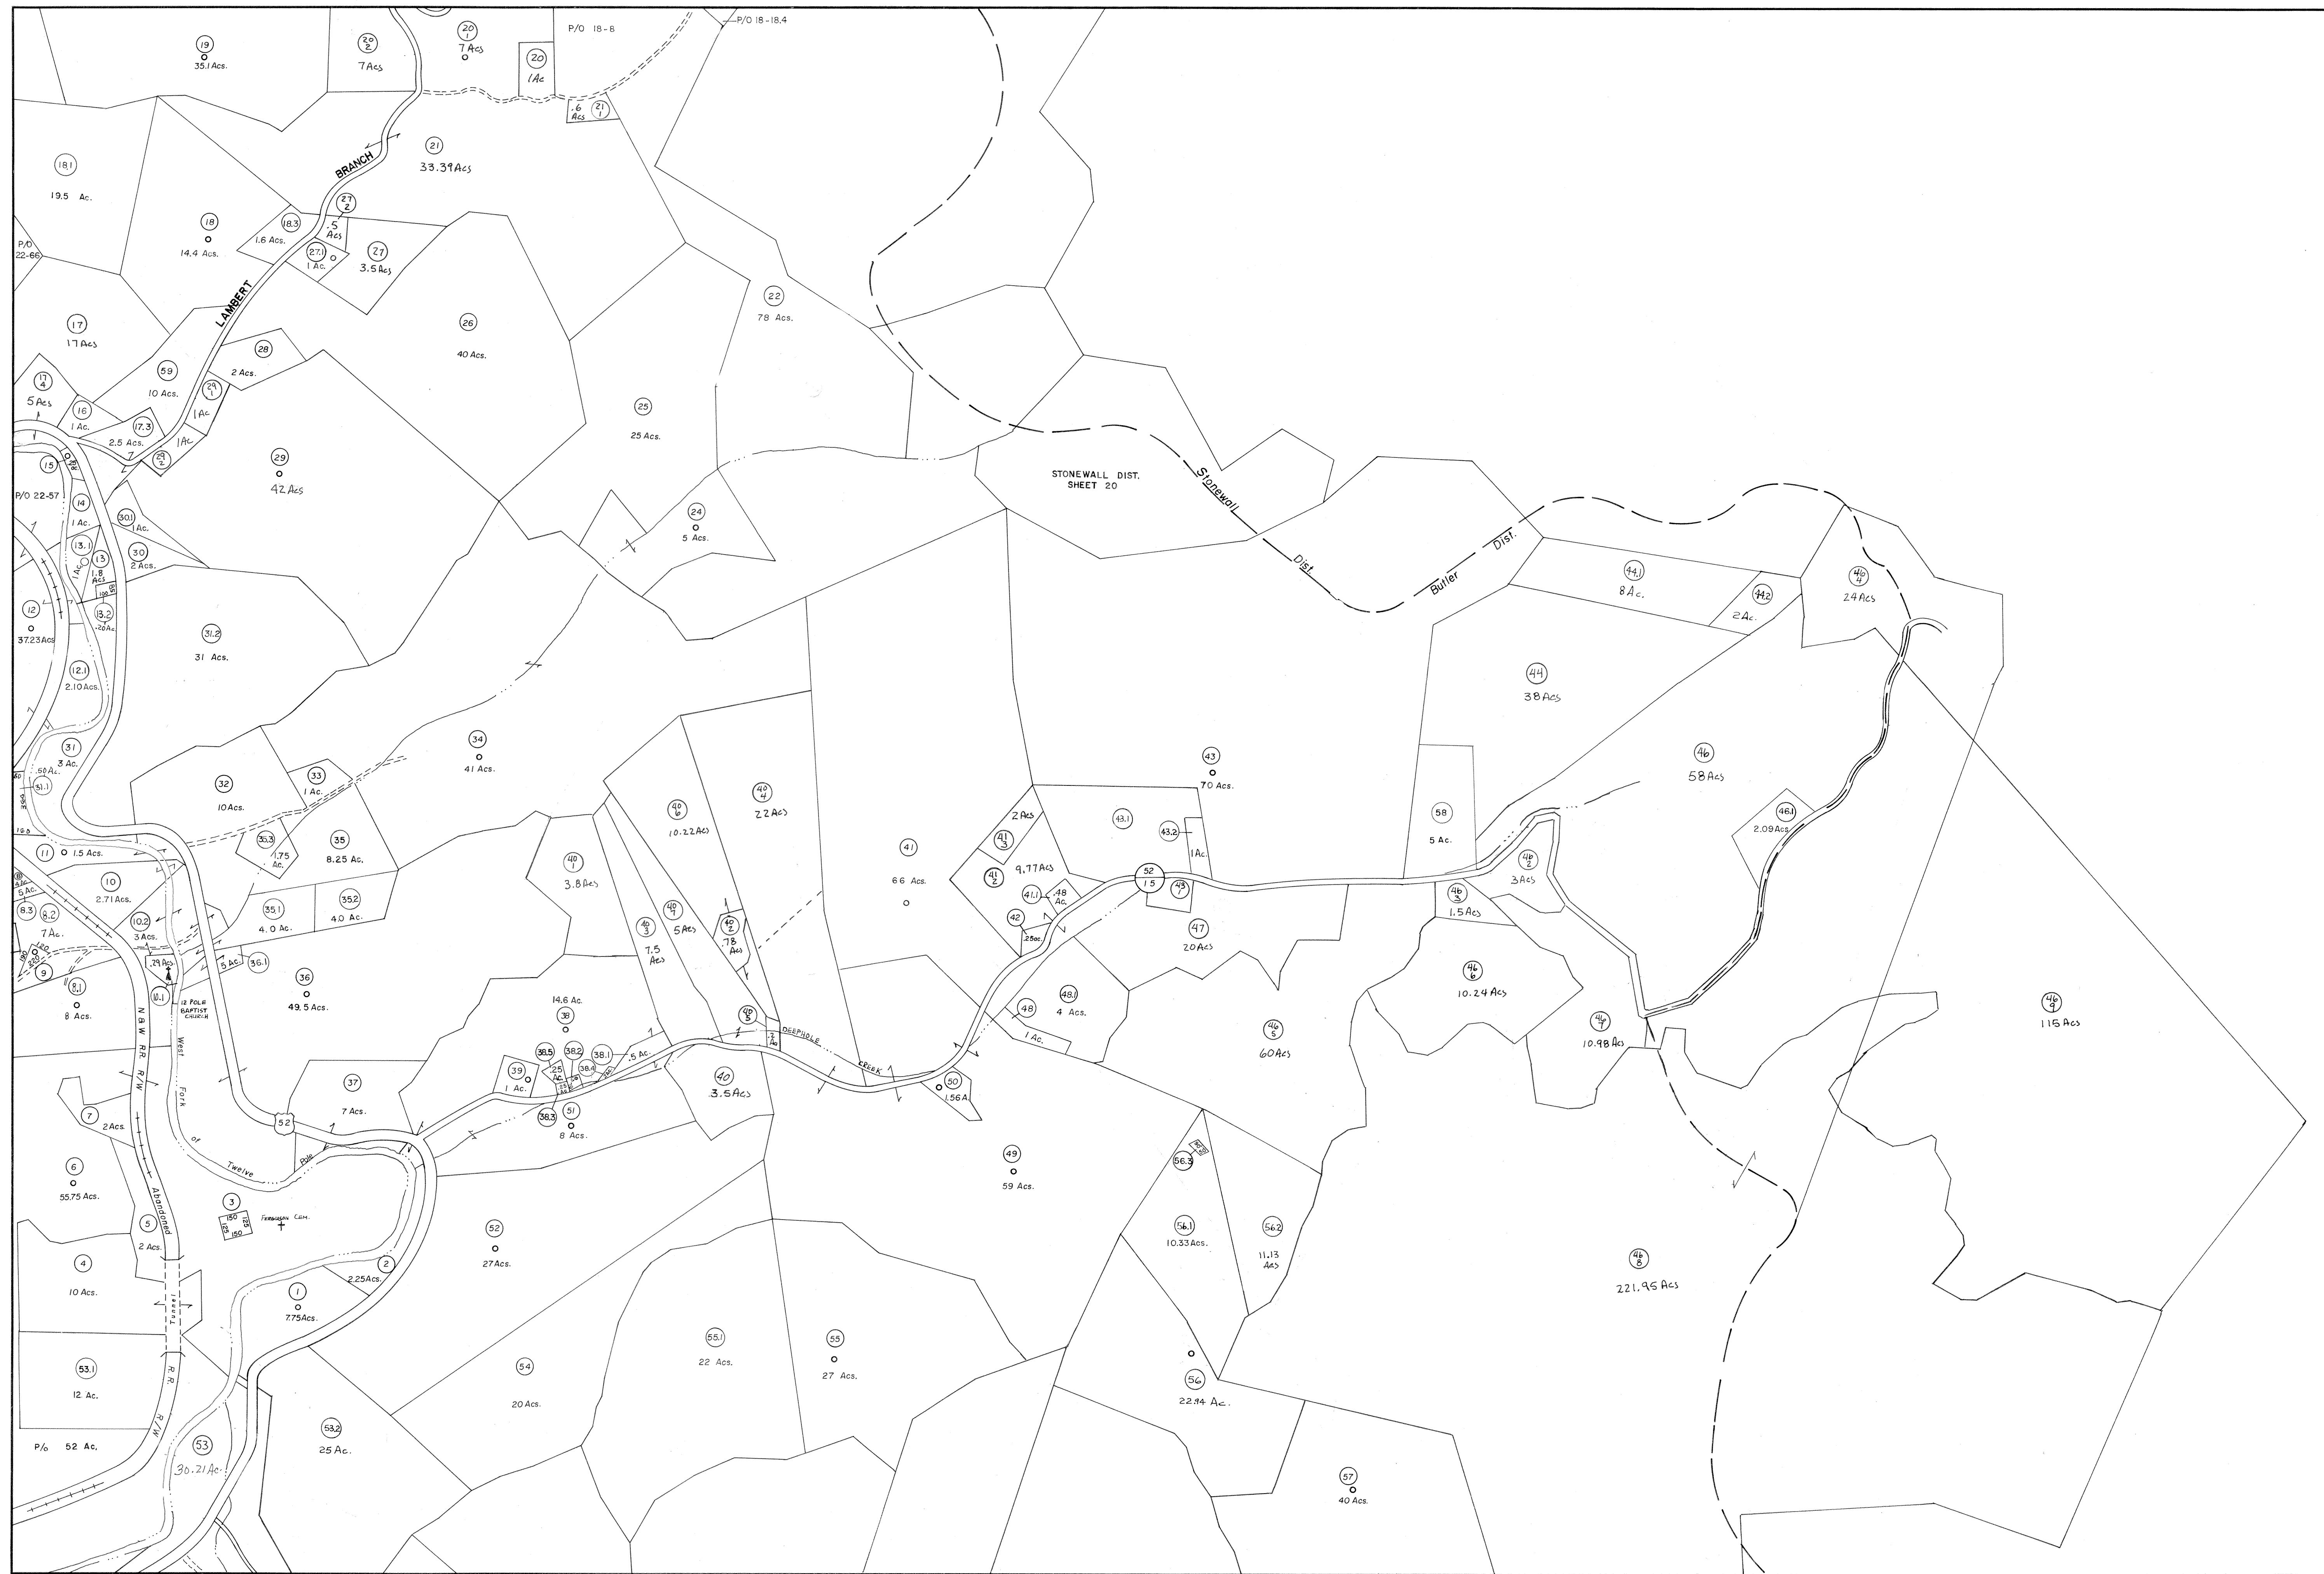 19
35.1 Acs.
20
2
7 Acs
20
1
7 Acs
20
1 Ac
P/O 18-8
P/O 18-18.4
.6
Acs
21
1
21
33.39 Acs
18.1
19.5 Ac.
BRANCH
LAMBERT
18
14.4 Acs.
18.3
1.6 Acs.
27
2
.5
Acs
27.1
1 Ac.
27
3.5 Acs
P/O
22-66
17
17 Acs
26
40 Acs.
22
78 Acs.
28
2 Acs.
59
10 Acs.
17
4
5 Acs
16
1 Ac.
17.3
2.5 Acs.
29
1
1 Ac
29
2
1 Ac
25
25 Acs.
15
29
42 Acs
P/O 22-57
14
1 Ac.
30.1
1 Ac.
30
2 Acs.
13.1
1 Ac.
13
1.8
Acs
100
13.2
.20 Ac.
24
5 Acs.
STONEWALL DIST.
SHEET 20
Stonewall
Dist.
Butler
Dist.
44.1
8 Ac.
44.2
2 Ac.
46
4
24 Acs
12
37.23 Acs
12.1
2.10 Acs.
31.2
31 Acs.
44
38 Acs
31
3 Ac.
.50 Ac.
31.1
160
32
10 Acs.
33
1 Ac.
34
41 Acs.
43
70 Acs.
46
58 Acs
46.1
2.09 Acs
58
5 Ac.
40
6
10.22 Acs
40
4
22 Acs
2 Acs
41
3
43.1
43.2
1 Ac.
41
66 Acs.
41
2
9.77 Acs
41.1
.48
Ac.
42
.25ac.
52
15
43
47
20 Acs
46
2
3 Acs
46
3
1.5 Acs
35.3
1.75
Ac.
35
8.25 Ac.
35.1
4.0 Ac.
35.2
4.0 Ac.
11
1.5 Acs.
10
2.71 Acs.
10.2
3 Acs.
5 Ac.
8.3
8.2
7 Ac.
120
9
8.1
8 Acs.
.29 Acs
10.1
12 POLE
BAPTIST
CHURCH
.5 Ac.
36.1
36
49.5 Acs.
40
1
3.8 Acs
40
3
7.5
Acs
40
7
5 Acs
40
2
.78
Acs
40
5
.2
Ac
14.6 Ac.
38
39
1 Ac.
38.5
.25
Ac.
38.2
38.4
38.1
.5 Ac.
38.3
51
8 Acs.
40
3.5 Acs
DEEPHOLE
CREEK
48
1 Ac.
48.1
4 Acs.
46
5
60 Acs
46
6
10.24 Acs
46
7
10.98 Acs
46
9
115 Acs
50
1.56 A.
N & W RR. R/W
West
Fork
of
Twelve
Pole
52
37
7 Acs.
7
2 Acs.
6
55.75 Acs.
5
2 Acs.
Abandoned
3
150
125
125
150
FERGUSON CEM.
4
10 Acs.
Tunnel
R.R.
R/W
2
2.25 Acs.
1
7.75 Acs.
52
27 Acs.
49
59 Acs.
56.3
56.1
10.33 Acs.
56.2
11.13
Acs
46
8
221.95 Acs
53.1
12 Ac.
P/o 52 Ac.
53
30.21 Ac.
53.2
25 Ac.
54
20 Acs.
55.1
22 Acs.
55
27 Acs.
56
22.94 Ac.
57
40 Acs.